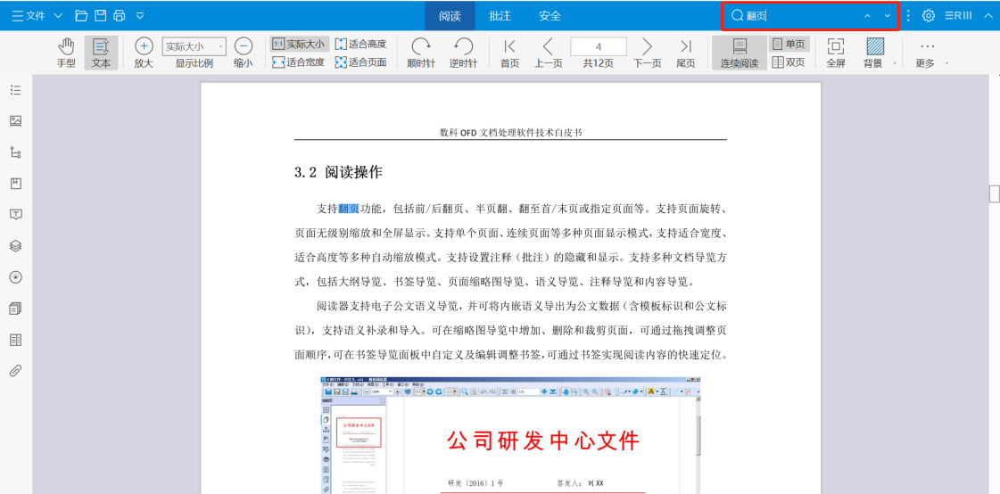 文件 阅读 批注 安全 翻页
手型 文本 放大 实际大小 显示比例 缩小 1:1 实际大小 适合宽度 适合高度 适合页面 顺时针 逆时针 首页 上一页 4 共12页 下一页 尾页 连续阅读 单页 双页 全屏 背景 更多
数科 OFD 文档处理软件技术白皮书
3.2 阅读操作
支持翻页功能，包括前/后翻页、半页翻、翻至首/末页或指定页面等。支持页面旋转、
页面无级别缩放和全屏显示。支持单个页面、连续页面等多种页面显示模式，支持适合宽度、
适合高度等多种自动缩放模式。支持设置注释（批注）的隐藏和显示。支持多种文档导览方
式，包括大纲导览、书签导览、页面缩略图导览、语义导览、注释导览和内容导览。
阅读器支持电子公文语义导览，并可将内嵌语义导出为公文数据（含模板标识和公文标
识），支持语义补录和导入。可在缩略图导览中增加、删除和裁剪页面，可通过拖拽调整页
面顺序，可在书签导览面板中自定义及编辑调整书签，可通过书签实现阅读内容的快速定位。
公司研发中心文件
公司研发中心文件
研发〔2016〕1 号 签发人： 刘 XX